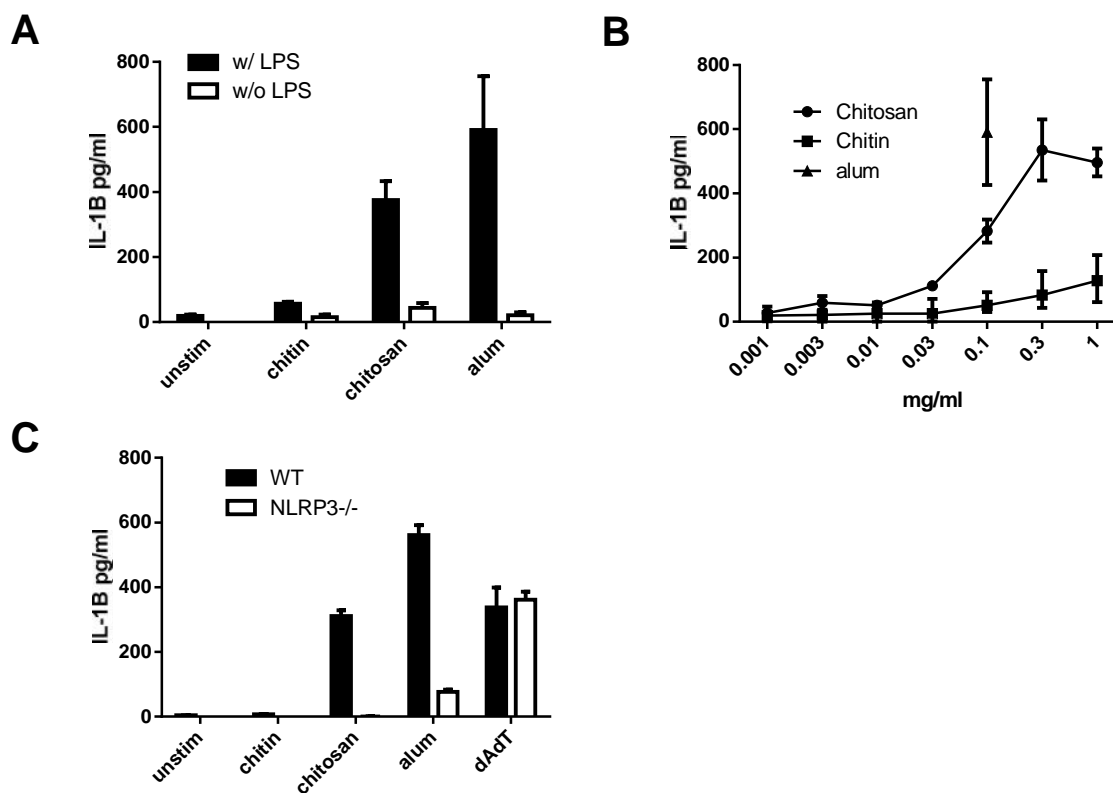 A
w/ LPS
w/o LPS
IL-1B pg/ml
800
600
400
200
0
unstim
chitin
chitosan
alum
B
Chitosan
Chitin
alum
IL-1B pg/ml
800
600
400
200
0
0.001
0.003
0.01
0.03
0.1
0.3
1
mg/ml
C
WT
NLRP3-/-
IL-1B pg/ml
800
600
400
200
0
unstim
chitin
chitosan
alum
dAdT